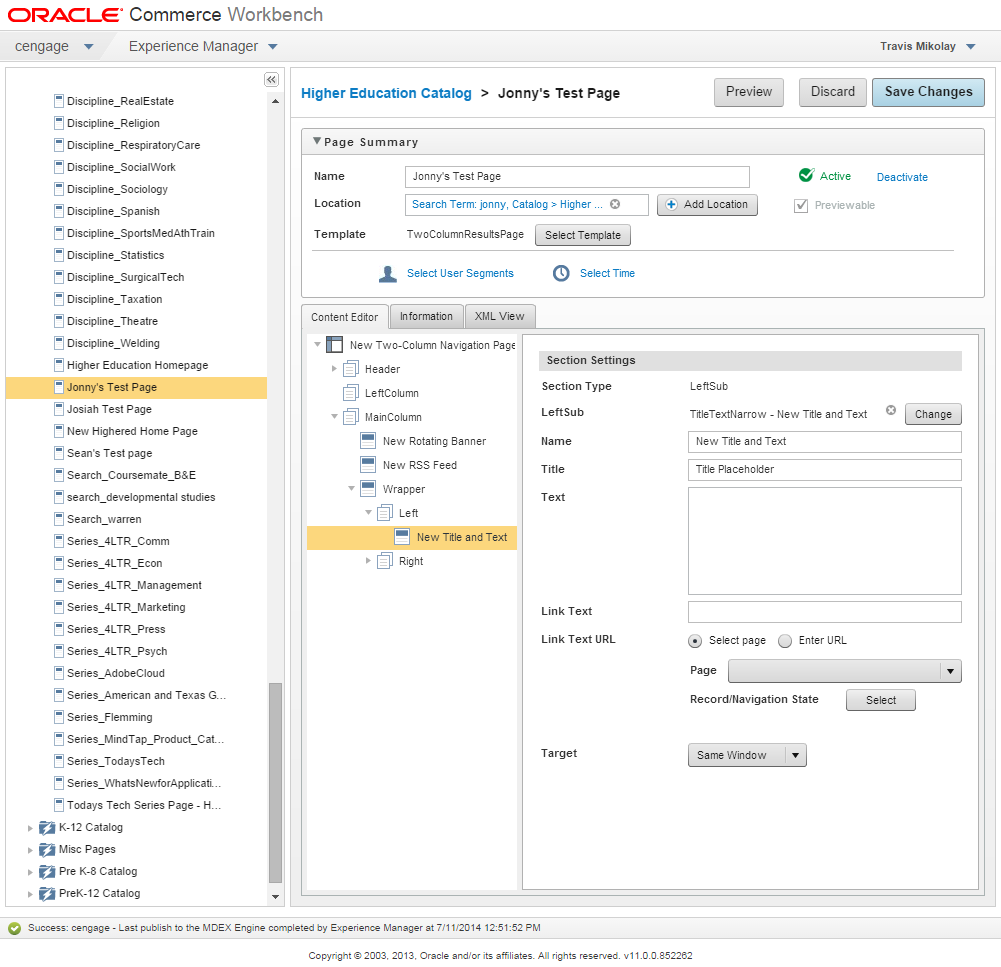 ORACLE Commerce Workbench
cengage Experience Manager Travis Mikolay
Discipline_RealEstate
Discipline_Religion
Discipline_RespiratoryCare
Discipline_SocialWork
Discipline_Sociology
Discipline_Spanish
Discipline_SportsMedAthTrain
Discipline_Statistics
Discipline_SurgicalTech
Discipline_Taxation
Discipline_Theatre
Discipline_Welding
Higher Education Homepage
Jonny's Test Page
Josiah Test Page
New Highered Home Page
Sean's Test page
Search_Coursemate_B&E
search_developmental studies
Search_warren
Series_4LTR_Comm
Series_4LTR_Econ
Series_4LTR_Management
Series_4LTR_Marketing
Series_4LTR_Press
Series_4LTR_Psych
Series_AdobeCloud
Series_American and Texas G...
Series_Flemming
Series_MindTap_Product_Cat...
Series_TodaysTech
Series_WhatsNewforApplicati...
Todays Tech Series Page - H...
K-12 Catalog
Misc Pages
Pre K-8 Catalog
PreK-12 Catalog
Higher Education Catalog > Jonny's Test Page
Preview Discard Save Changes
Page Summary
Name Jonny's Test Page Active Deactivate
Location Search Term: jonny, Catalog > Higher ... Add Location Previewable
Template TwoColumnResultsPage Select Template
Select User Segments Select Time
Content Editor Information XML View
New Two-Column Navigation Page
Header
LeftColumn
MainColumn
New Rotating Banner
New RSS Feed
Wrapper
Left
New Title and Text
Right
Section Settings
Section Type LeftSub
LeftSub TitleTextNarrow - New Title and Text Change
Name New Title and Text
Title Title Placeholder
Text
Link Text
Link Text URL Select page Enter URL
Page
Record/Navigation State Select
Target Same Window
Success: cengage - Last publish to the MDEX Engine completed by Experience Manager at 7/11/2014 12:51:52 PM
Copyright © 2003, 2013, Oracle and/or its affiliates. All rights reserved. v11.0.0.852262